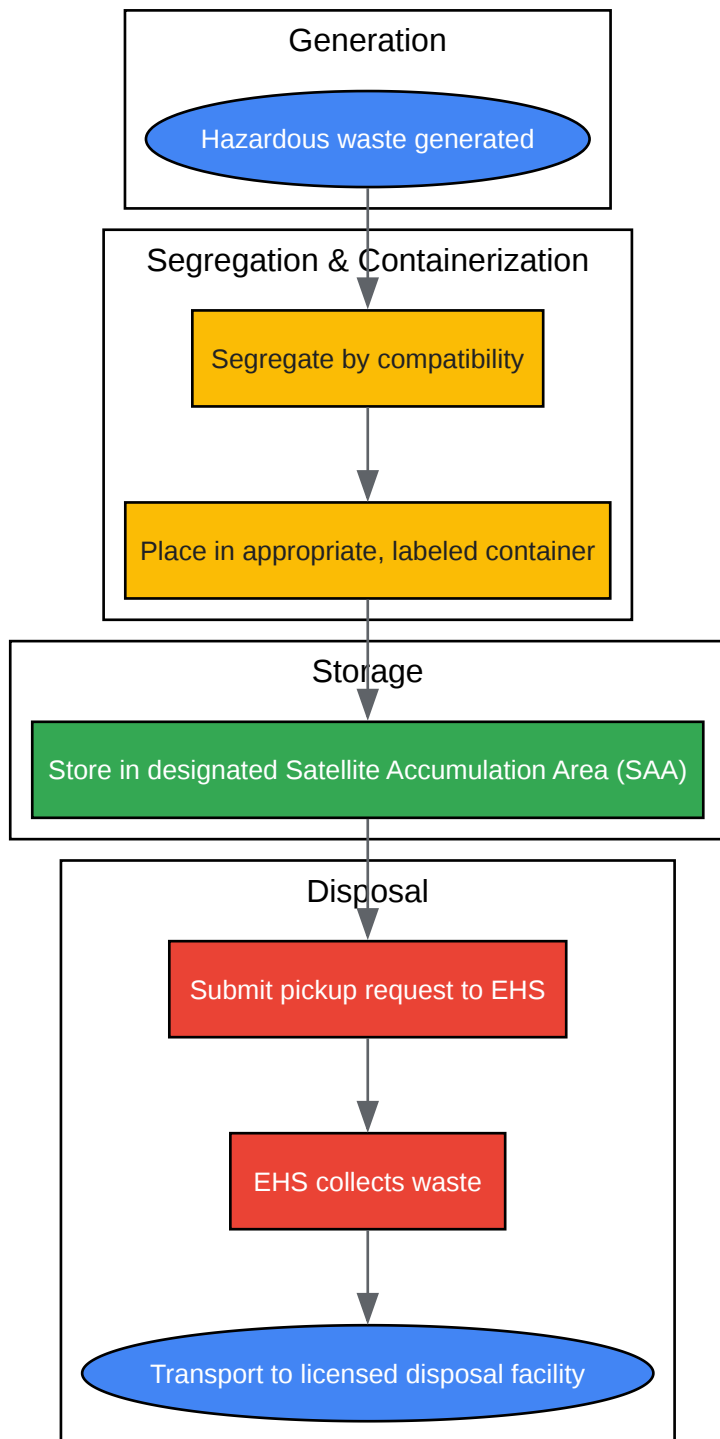 Generation
Hazardous waste generated
Segregation & Containerization
Segregate by compatibility
Place in appropriate, labeled container
Storage
Store in designated Satellite Accumulation Area (SAA)
Disposal
Submit pickup request to EHS
EHS collects waste
Transport to licensed disposal facility